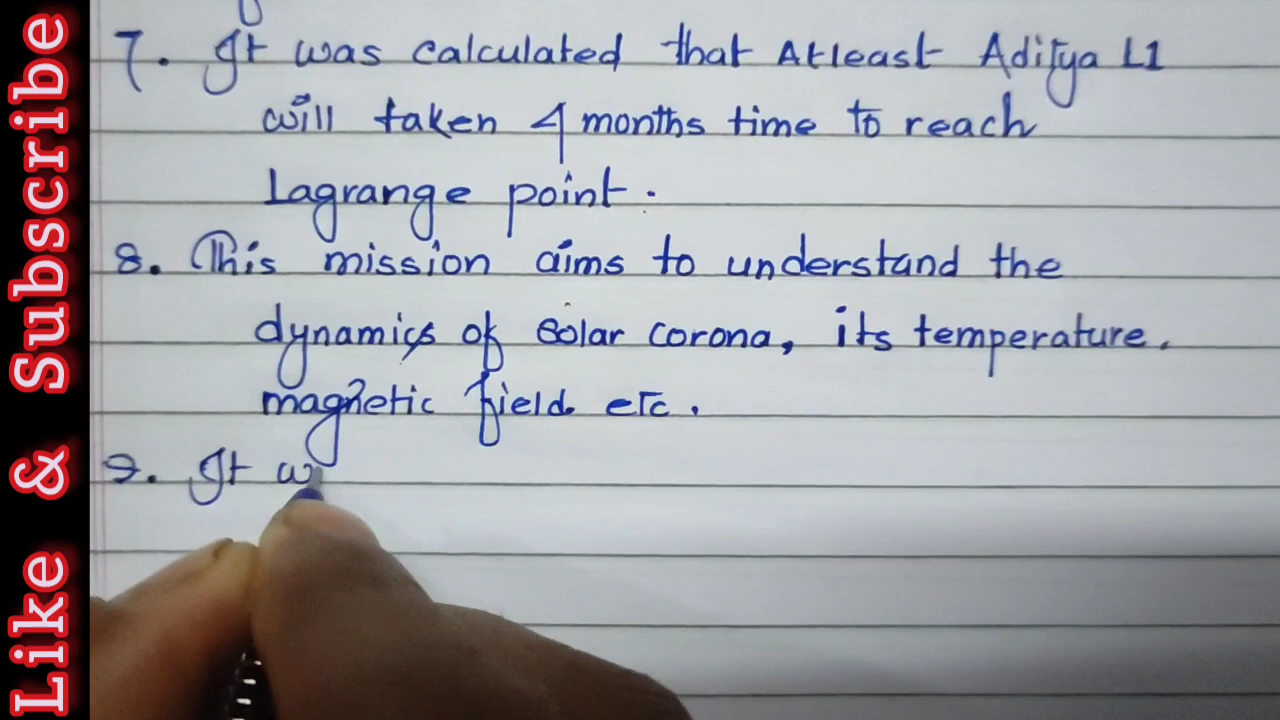 Like & Subscribe
7. It was calculated that Atleast Aditya L1
will taken 4 months time to reach
Lagrange point.
8. This mission aims to understand the
dynamics of Solar corona, its temperature.
magnetic field. etc.
9. It w